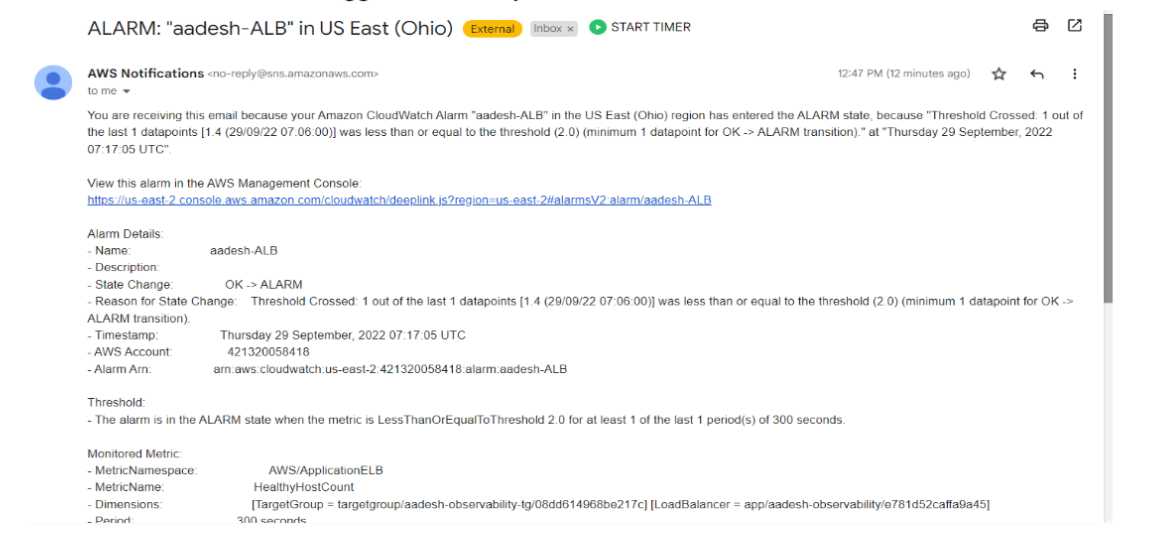 ALARM: "aadesh-ALB" in US East (Ohio) External Inbox × START TIMER
AWS Notifications <no-reply@sns.amazonaws.com> 12:47 PM (12 minutes ago)
to me
You are receiving this email because your Amazon CloudWatch Alarm "aadesh-ALB" in the US East (Ohio) region has entered the ALARM state, because "Threshold Crossed: 1 out of
the last 1 datapoints [1.4 (29/09/22 07:06:00)] was less than or equal to the threshold (2.0) (minimum 1 datapoint for OK -> ALARM transition)." at "Thursday 29 September, 2022
07:17:05 UTC".
View this alarm in the AWS Management Console:
https://us-east-2.console.aws.amazon.com/cloudwatch/deeplink.js?region=us-east-2#alarmsV2:alarm/aadesh-ALB
Alarm Details:
- Name: aadesh-ALB
- Description:
- State Change: OK -> ALARM
- Reason for State Change: Threshold Crossed: 1 out of the last 1 datapoints [1.4 (29/09/22 07:06:00)] was less than or equal to the threshold (2.0) (minimum 1 datapoint for OK ->
ALARM transition).
- Timestamp: Thursday 29 September, 2022 07:17:05 UTC
- AWS Account: 421320058418
- Alarm Arn: arn:aws:cloudwatch:us-east-2:421320058418:alarm:aadesh-ALB
Threshold:
- The alarm is in the ALARM state when the metric is LessThanOrEqualToThreshold 2.0 for at least 1 of the last 1 period(s) of 300 seconds.
Monitored Metric:
- MetricNamespace: AWS/ApplicationELB
- MetricName: HealthyHostCount
- Dimensions: [TargetGroup = targetgroup/aadesh-observability-tg/08dd614968be217c] [LoadBalancer = app/aadesh-observability/e781d52caffa9a45]
- Period: 300 seconds